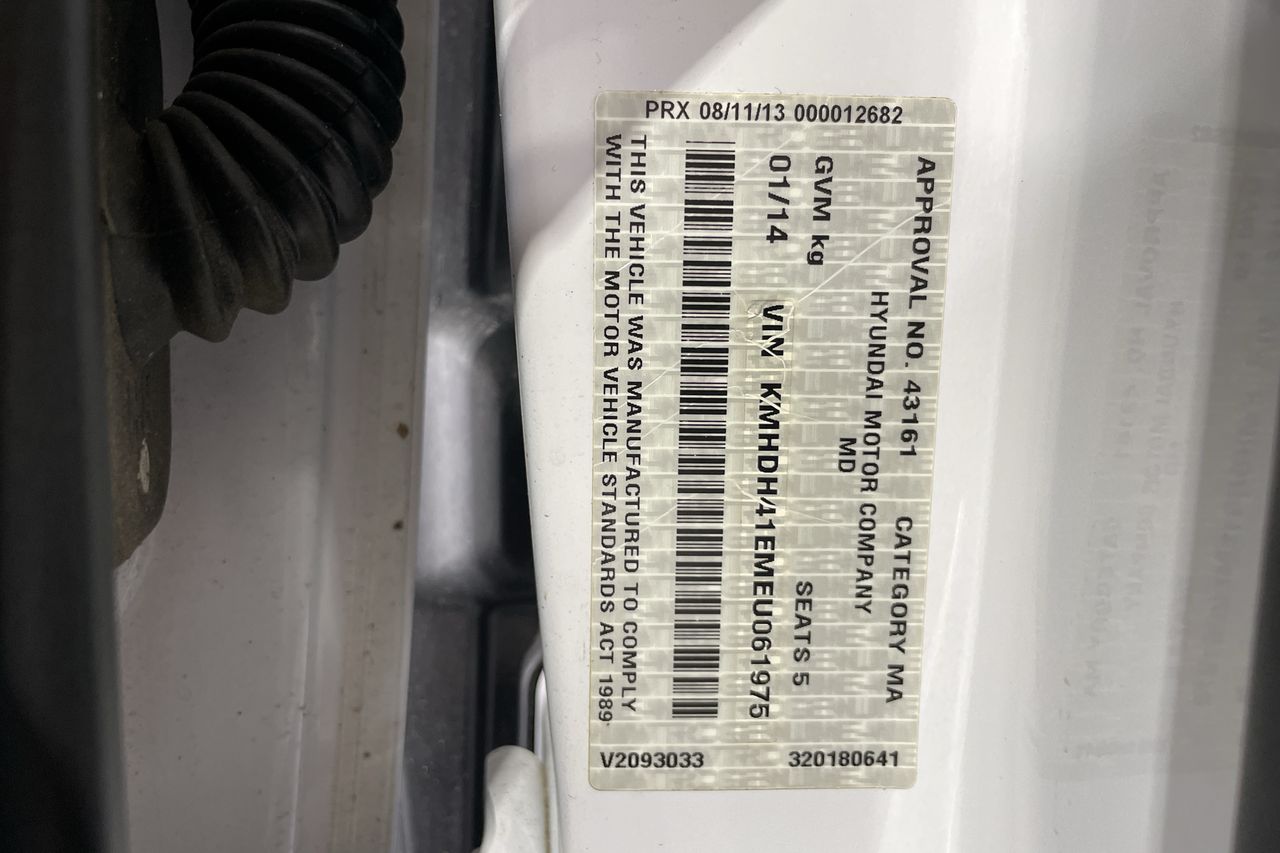 PRX 08/11/13 000012682
APPROVAL NO. 43161 CATEGORY MA
HYUNDAI MOTOR COMPANY
MD
GVM kg SEATS 5
01/14 VIN KMHDH41EMEU061975
THIS VEHICLE WAS MANUFACTURED TO COMPLY
WITH THE MOTOR VEHICLE STANDARDS ACT 1989
V2093033 320180641